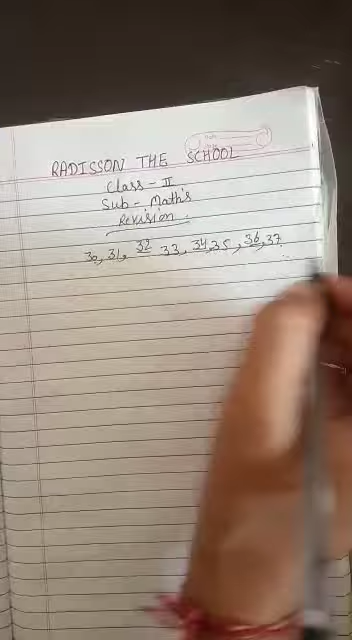 RADISSON THE SCHOOL
Class - II
Sub - Math's
Revision.
30, 31, 32 33, 34, 35, 36, 37